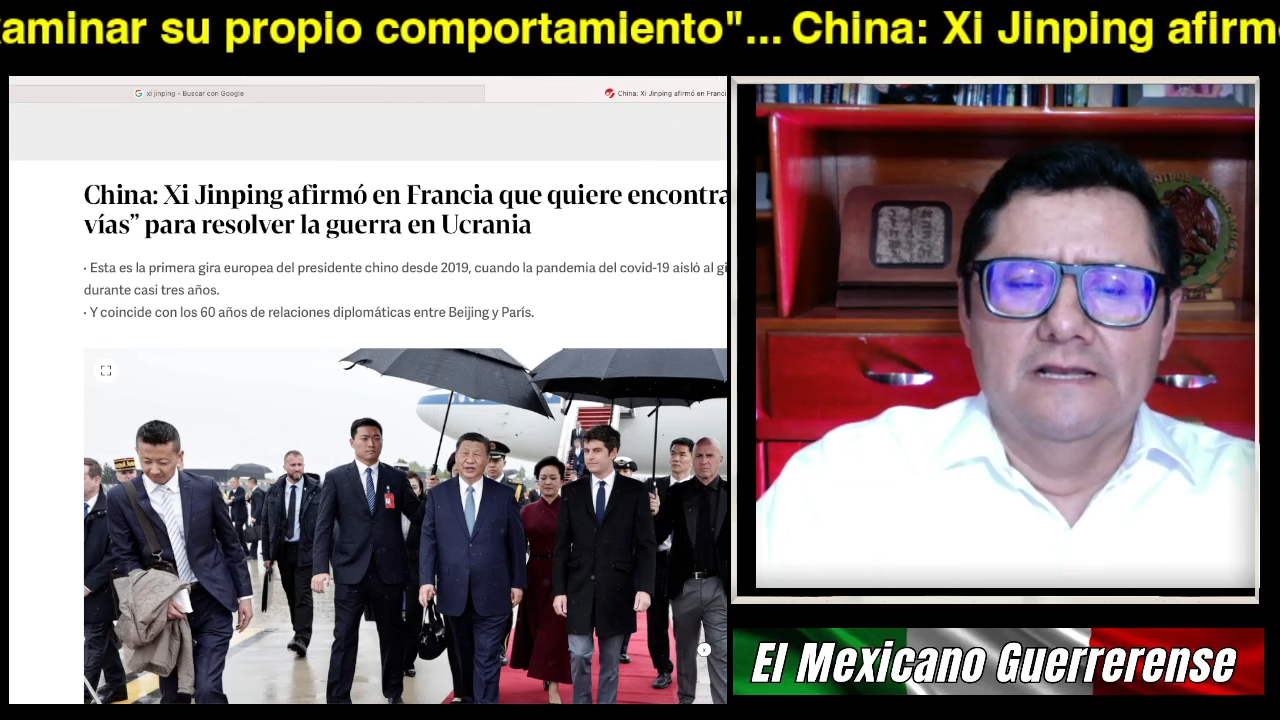 aminar su propio comportamiento"... China: Xi Jinping afirm
xi jinping - Buscar con Google
China: Xi Jinping afirmó en Franci
China: Xi Jinping afirmó en Francia que quiere encontra
vías” para resolver la guerra en Ucrania
· Esta es la primera gira europea del presidente chino desde 2019, cuando la pandemia del covid-19 aisló al gi
durante casi tres años.
· Y coincide con los 60 años de relaciones diplomáticas entre Beijing y París.
El Mexicano Guerrerense